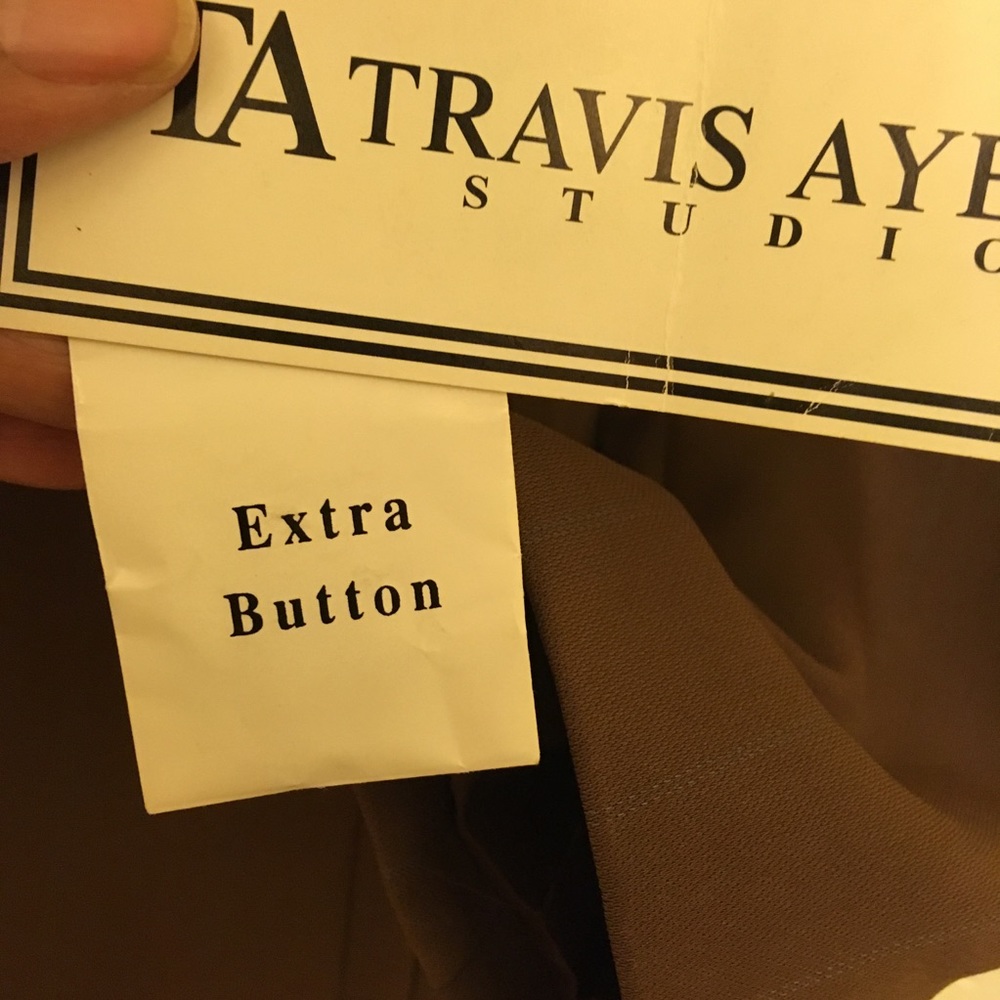 TA TRAVIS AYE
STUDIO
Extra
Button